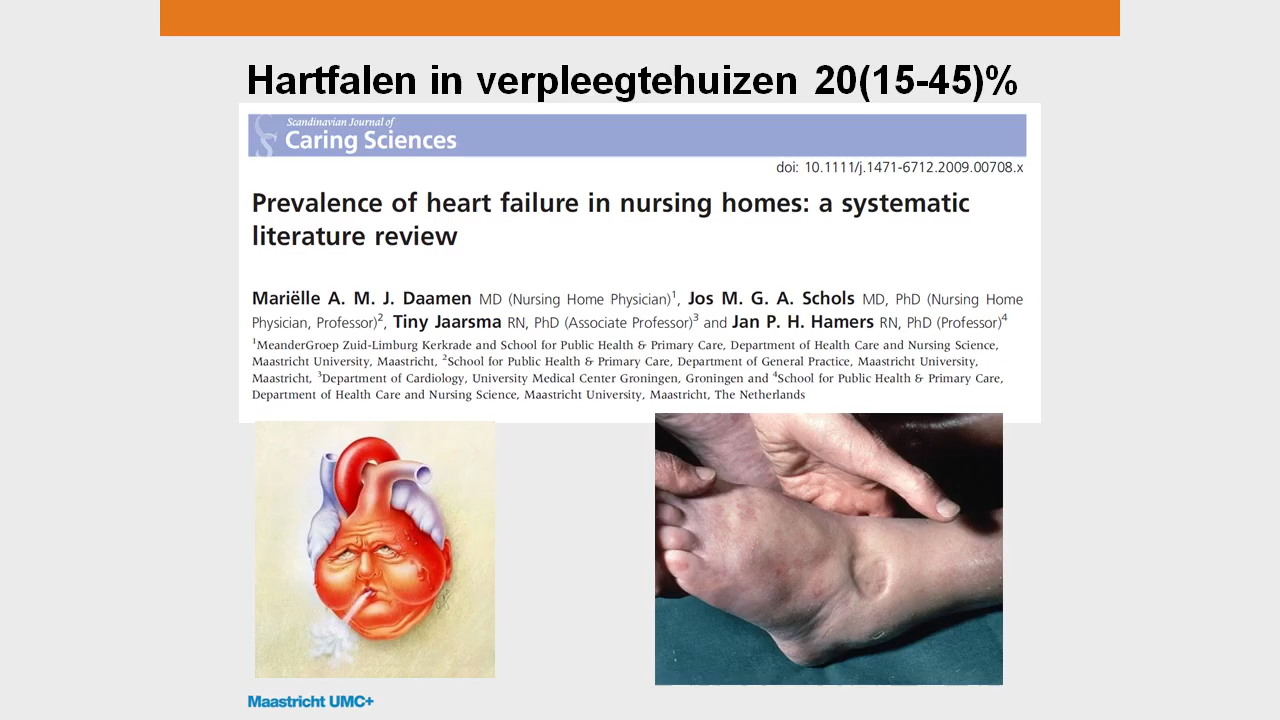 Hartfalen in verpleegtehuizen 20(15-45)%
Scandinavian Journal of
Caring Sciences
doi: 10.1111/j.1471-6712.2009.00708.x
Prevalence of heart failure in nursing homes: a systematic
literature review
Mariëlle A. M. J. Daamen MD (Nursing Home Physician)1, Jos M. G. A. Schols MD, PhD (Nursing Home
Physician, Professor)2, Tiny Jaarsma RN, PhD (Associate Professor)3 and Jan P. H. Hamers RN, PhD (Professor)4
1MeanderGroep Zuid-Limburg Kerkrade and School for Public Health & Primary Care, Department of Health Care and Nursing Science,
Maastricht University, Maastricht, 2School for Public Health & Primary Care, Department of General Practice, Maastricht University,
Maastricht, 3Department of Cardiology, University Medical Center Groningen, Groningen and 4School for Public Health & Primary Care,
Department of Health Care and Nursing Science, Maastricht University, Maastricht, The Netherlands
Maastricht UMC+